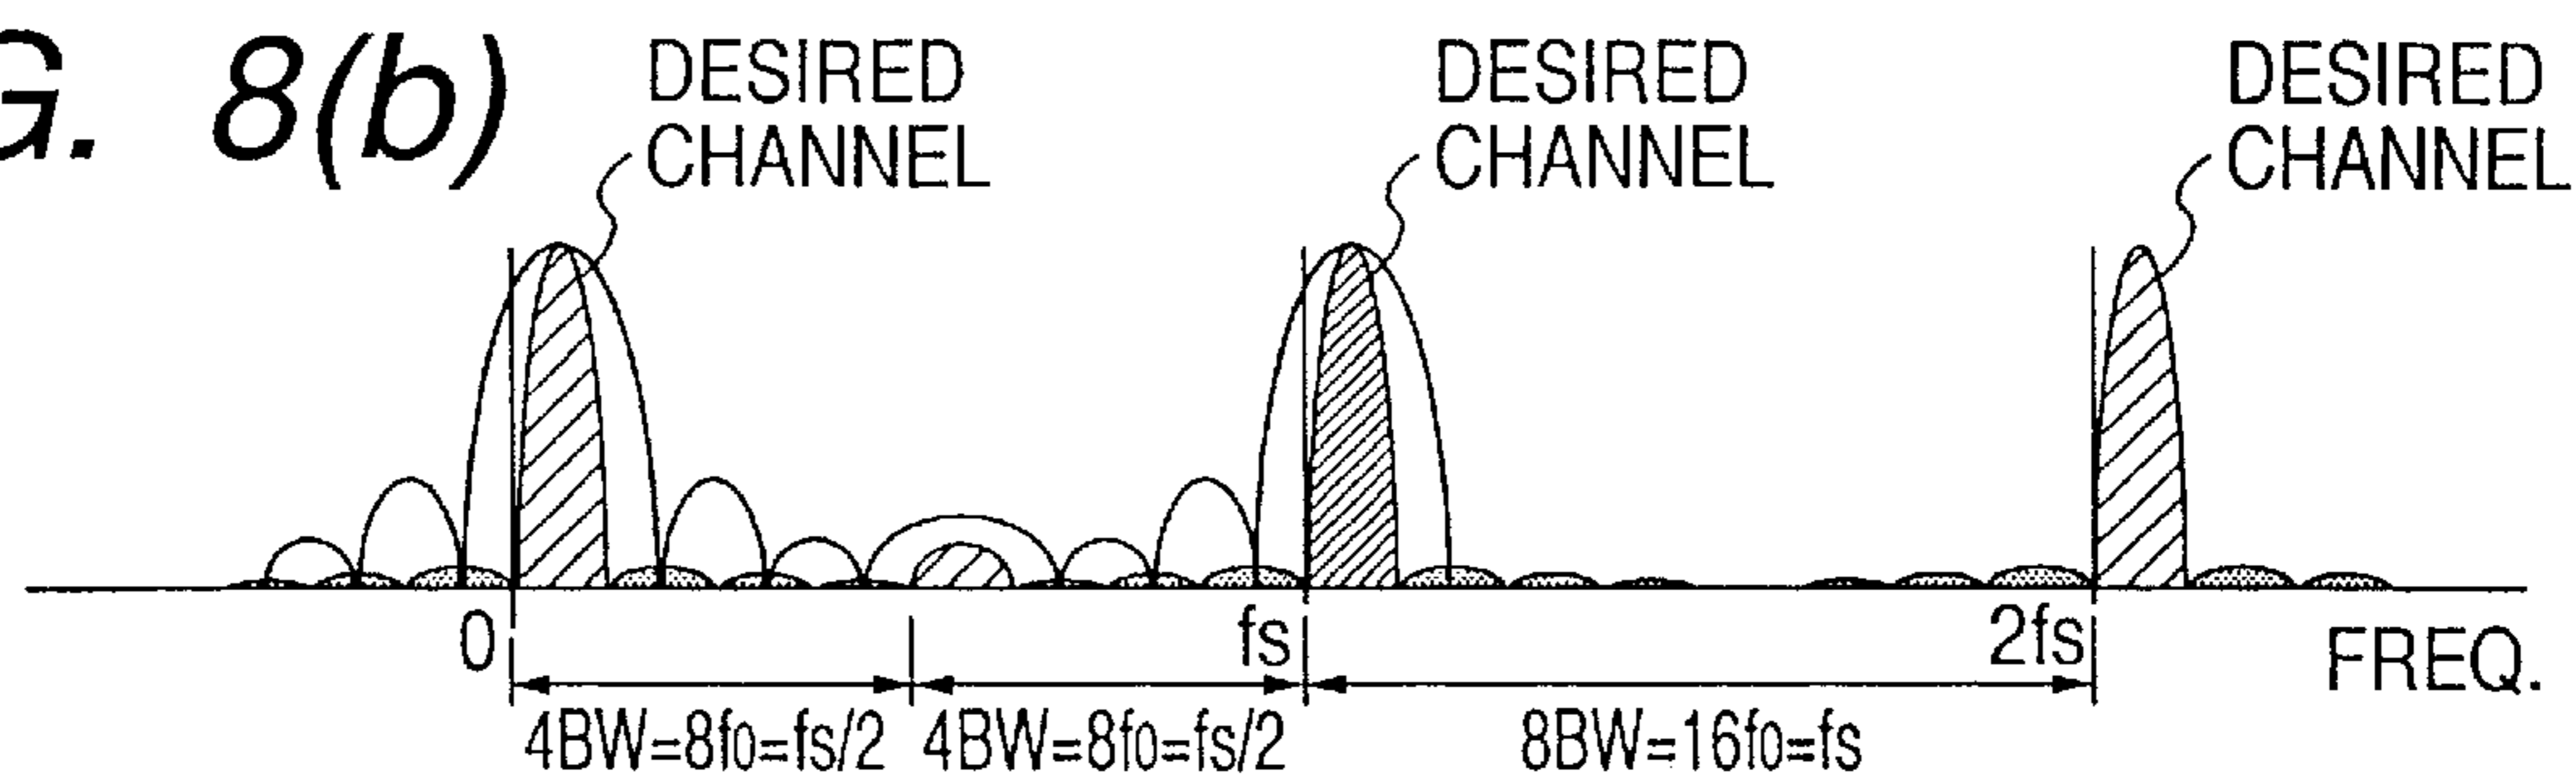 G. 8(b)
DESIRED
CHANNEL
DESIRED
CHANNEL
DESIRED
CHANNEL
0
fs
2fs
FREQ.
4BW=8f0=fs/2
4BW=8f0=fs/2
8BW=16f0=fs